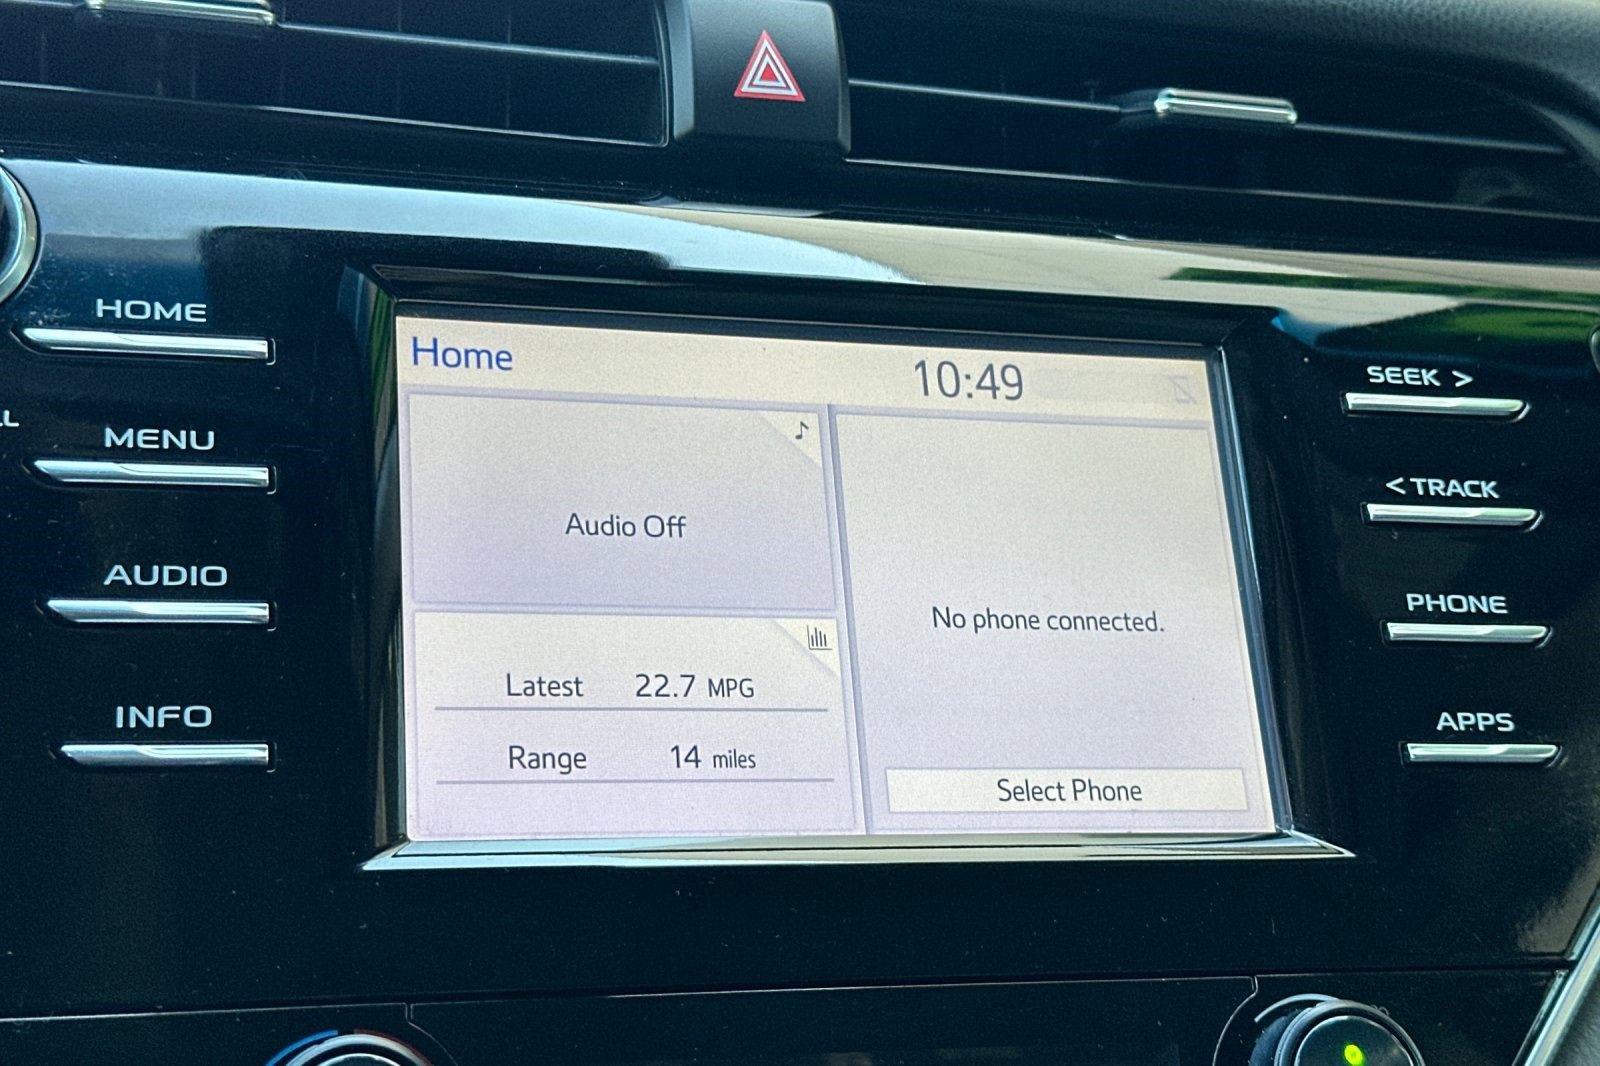 HOME
MENU
AUDIO
INFO
Home
10:49
Audio Off
Latest 22.7 MPG
Range 14 miles
No phone connected.
Select Phone
SEEK >
< TRACK
PHONE
APPS